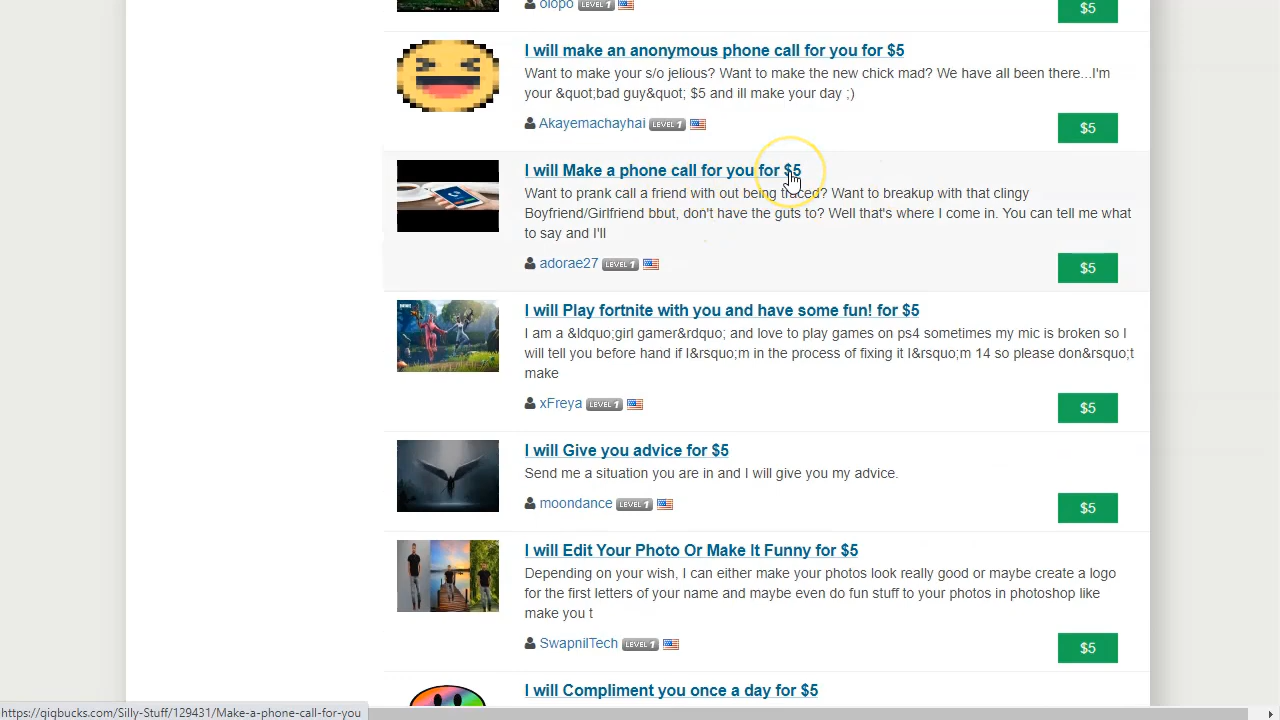 olopo LEVEL 1
$5
I will make an anonymous phone call for you for $5
Want to make your s/o jelious? Want to make the new chick mad? We have all been there...I'm
your &quot;bad guy&quot; $5 and ill make your day ;)
Akayemachayhai LEVEL 1
$5
I will Make a phone call for you for $5
Want to prank call a friend with out being traced? Want to breakup with that clingy
Boyfriend/Girlfriend bbut, don't have the guts to? Well that's where I come in. You can tell me what
to say and I'll
adorae27 LEVEL 1
$5
I will Play fortnite with you and have some fun! for $5
I am a &ldquo;girl gamer&rdquo; and love to play games on ps4 sometimes my mic is broken so I
will tell you before hand if I&rsquo;m in the process of fixing it I&rsquo;m 14 so please don&rsquo;t
make
xFreya LEVEL 1
$5
I will Give you advice for $5
Send me a situation you are in and I will give you my advice.
moondance LEVEL 1
$5
I will Edit Your Photo Or Make It Funny for $5
Depending on your wish, I can either make your photos look really good or maybe create a logo
for the first letters of your name and maybe even do fun stuff to your photos in photoshop like
make you t
SwapnilTech LEVEL 1
$5
I will Compliment you once a day for $5
https://gigbucks.com/Silly-Stuff/129431/Make-a-phone-call-for-you